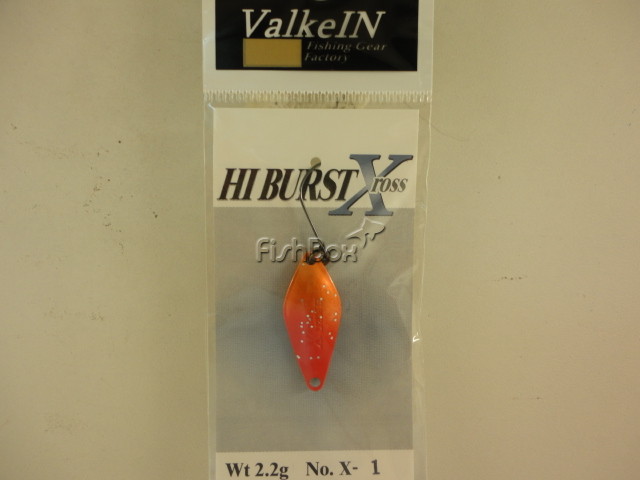 ValkeIN
Fishing Gear
Factory
HI BURST Xross
FishBox
Wt 2.2g No. X- 1